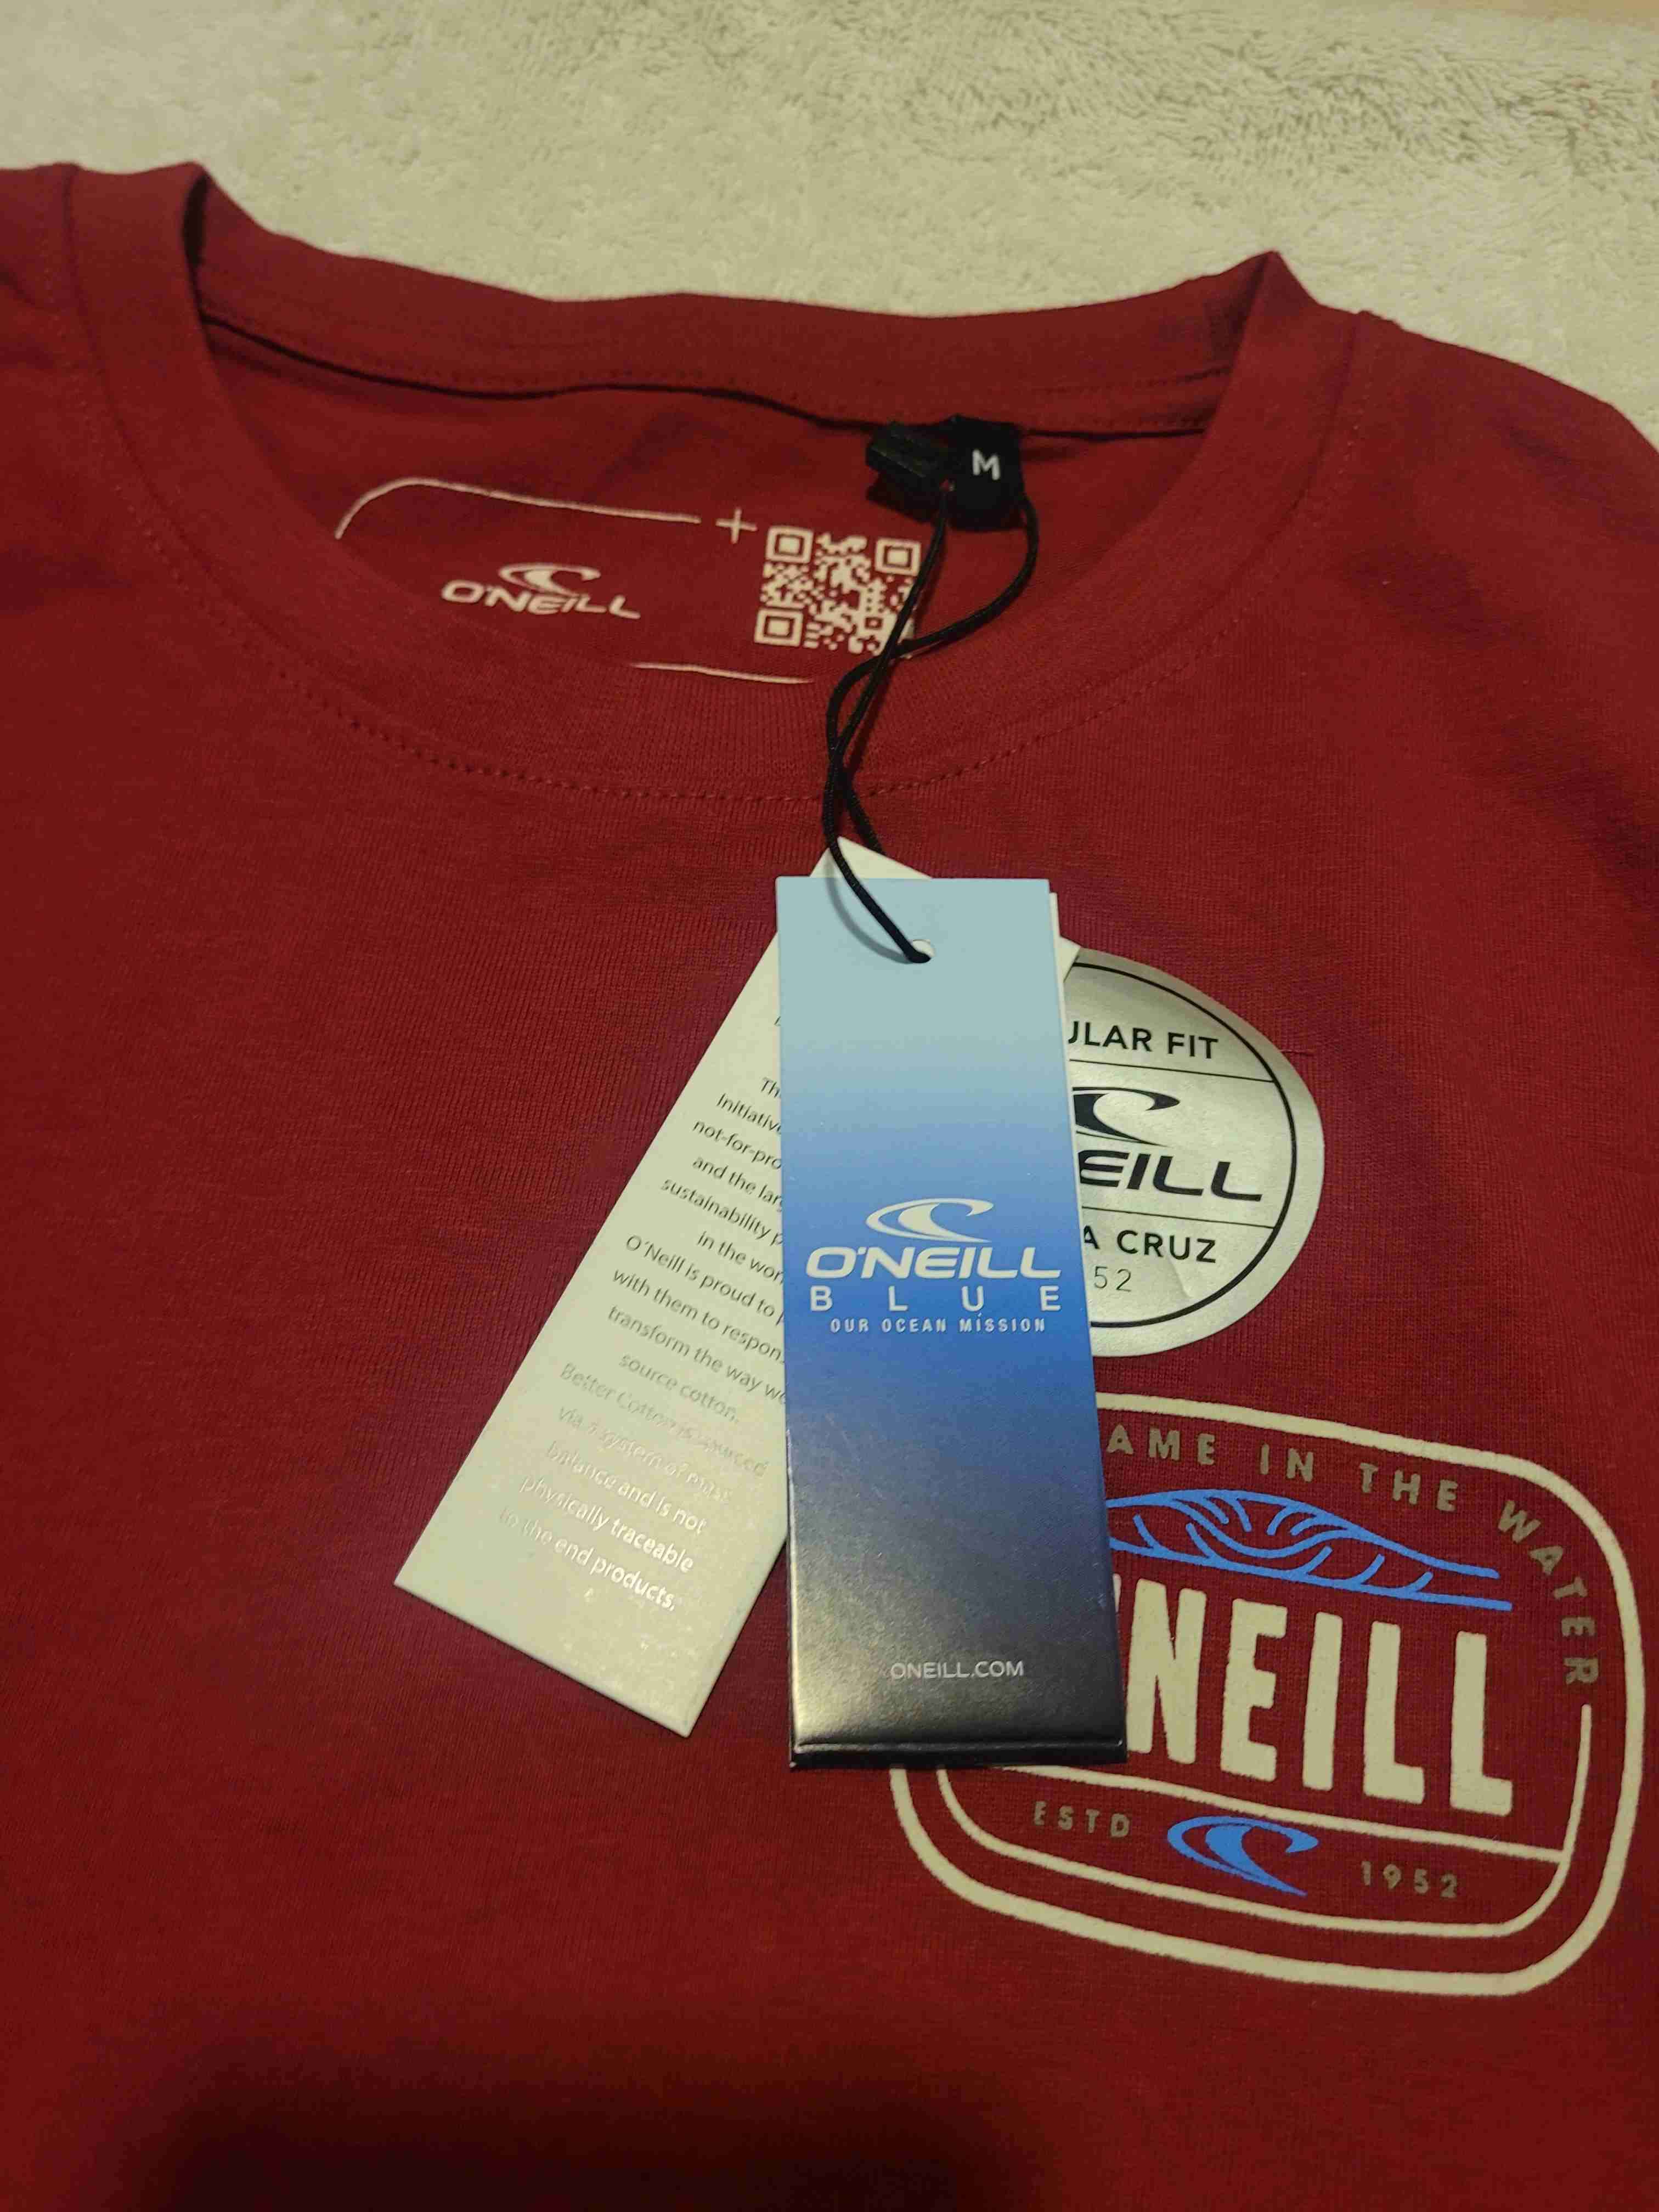 M
O'NEILL
ULAR FIT
EILL
A CRUZ
52
Initiative
not-for-pro
and the lar
sustainability p
in the wor
O'Neill is proud to
with them to respon
transform the way we
source cotton.
Better Cotton is sourced
via a system of mass
balance and is not
physically traceable
to the end products.
O'NEILL
BLUE
OUR OCEAN MISSION
ONEILL.COM
AME IN THE WATER
NEILL
ESTD 1952